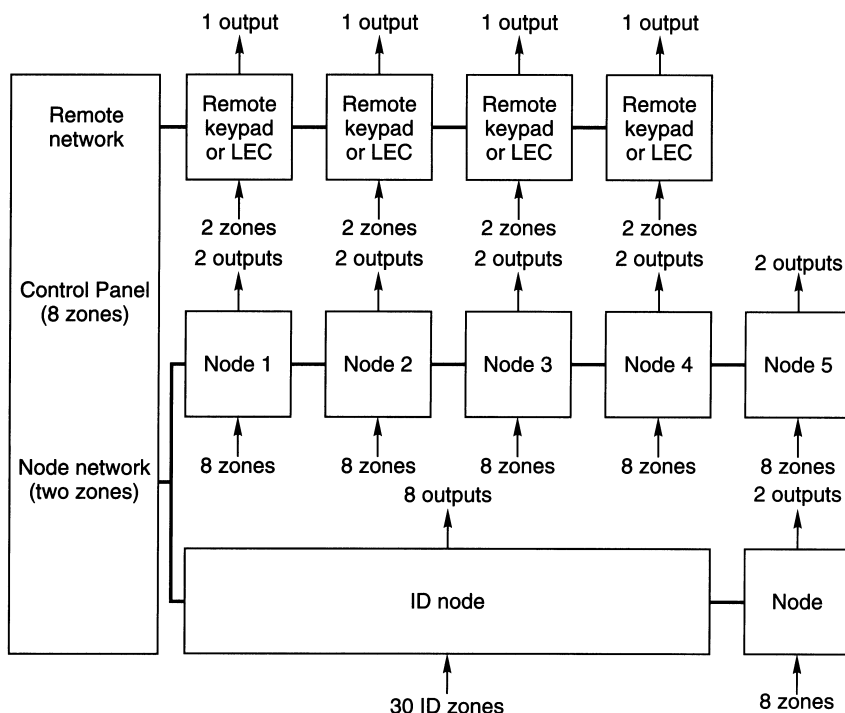 1 output 1 output 1 output 1 output
Remote
network
Remote
keypad
or LEC
Remote
keypad
or LEC
Remote
keypad
or LEC
Remote
keypad
or LEC
2 zones 2 zones 2 zones 2 zones
2 outputs 2 outputs 2 outputs 2 outputs 2 outputs
Control Panel
(8 zones)
Node 1 Node 2 Node 3 Node 4 Node 5
8 zones 8 zones 8 zones 8 zones 8 zones
Node network
(two zones)
8 outputs 2 outputs
ID node Node
30 ID zones 8 zones